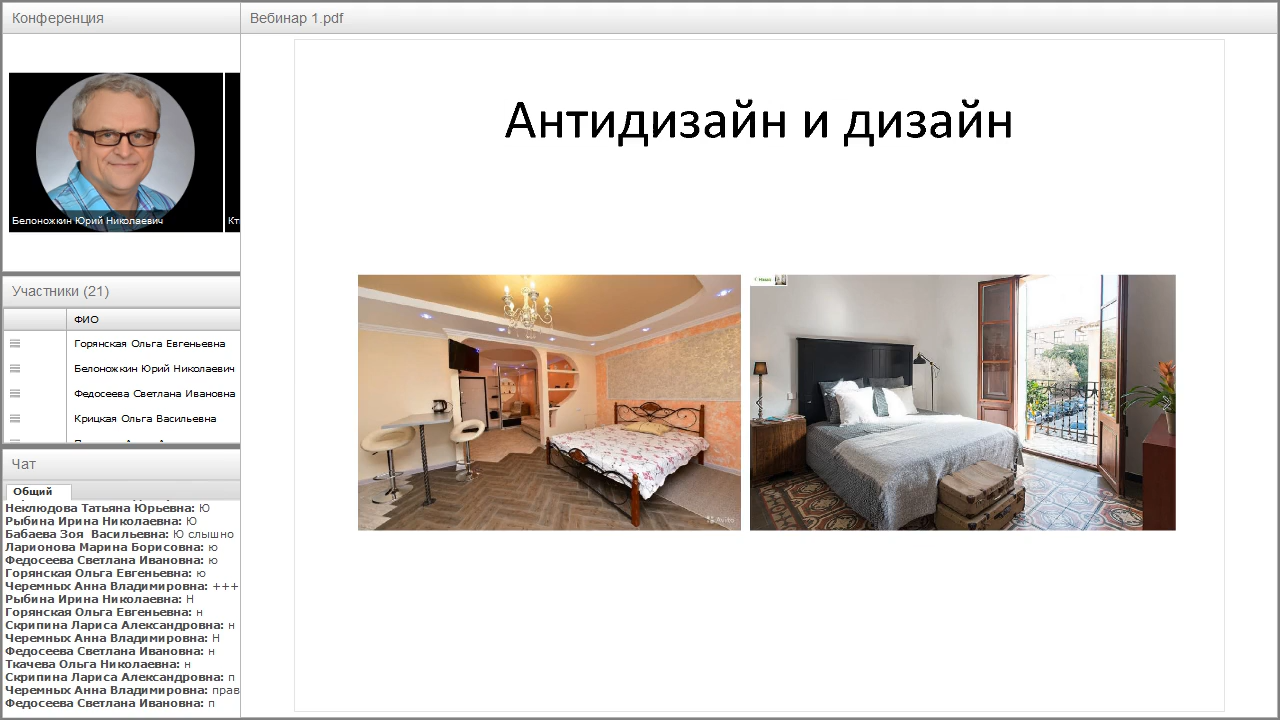 Конференция
Вебинар 1.pdf
Белоножкин Юрий Николаевич
Участники (21)
ФИО
Горянская Ольга Евгеньевна
Белоножкин Юрий Николаевич
Федосеева Светлана Ивановна
Крицкая Ольга Васильевна
Чат
Общий
Неклюдова Татьяна Юрьевна: Ю
Рыбина Ирина Николаевна: Ю
Бабаева Зоя Васильевна: Ю слышно
Ларионова Марина Борисовна: ю
Федосеева Светлана Ивановна: ю
Горянская Ольга Евгеньевна: ю
Черемных Анна Владимировна: +++
Рыбина Ирина Николаевна: Н
Горянская Ольга Евгеньевна: н
Скрипина Лариса Александровна: н
Черемных Анна Владимировна: Н
Федосеева Светлана Ивановна: н
Ткачева Ольга Николаевна: н
Скрипина Лариса Александровна: п
Черемных Анна Владимировна: прав
Федосеева Светлана Ивановна: п
Антидизайн и дизайн
Назад
Avito